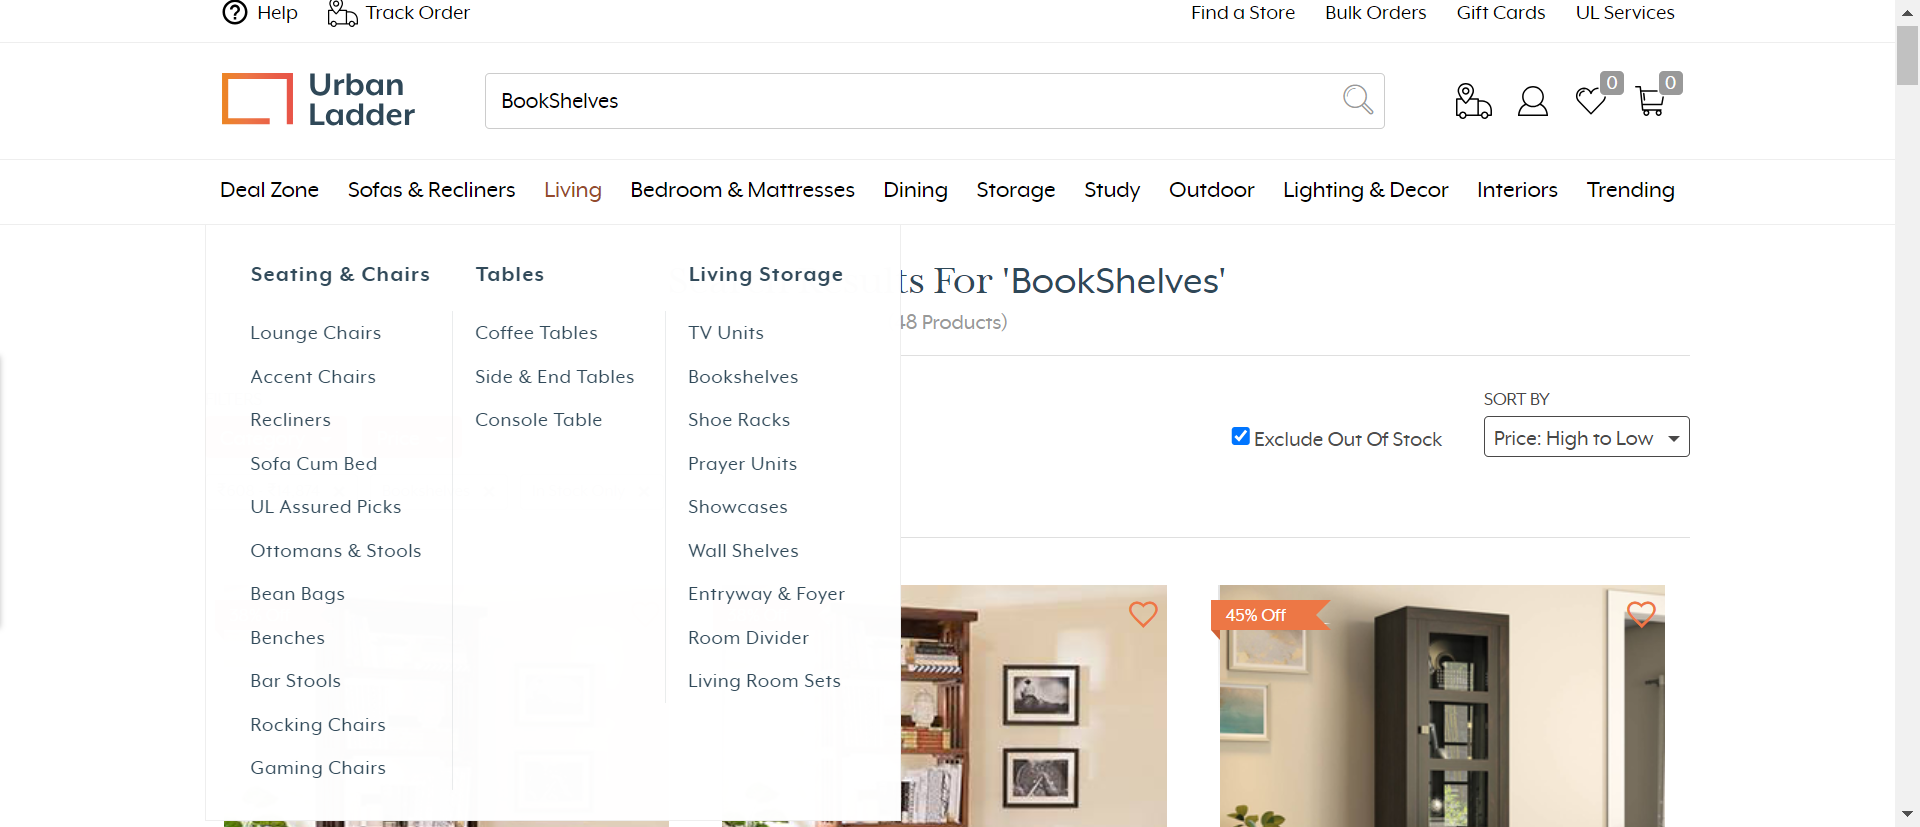 Help
Track Order
Find a Store
Bulk Orders
Gift Cards
UL Services
Urban
Ladder
BookShelves
0
0
Deal Zone
Sofas & Recliners
Living
Bedroom & Mattresses
Dining
Storage
Study
Outdoor
Lighting & Decor
Interiors
Trending
Seating & Chairs
Lounge Chairs
Accent Chairs
Recliners
Sofa Cum Bed
UL Assured Picks
Ottomans & Stools
Bean Bags
Benches
Bar Stools
Rocking Chairs
Gaming Chairs
Tables
Coffee Tables
Side & End Tables
Console Table
Living Storage
TV Units
Bookshelves
Shoe Racks
Prayer Units
Showcases
Wall Shelves
Entryway & Foyer
Room Divider
Living Room Sets
For 'BookShelves'
Products)
Exclude Out Of Stock
SORT BY
Price: High to Low
45% Off